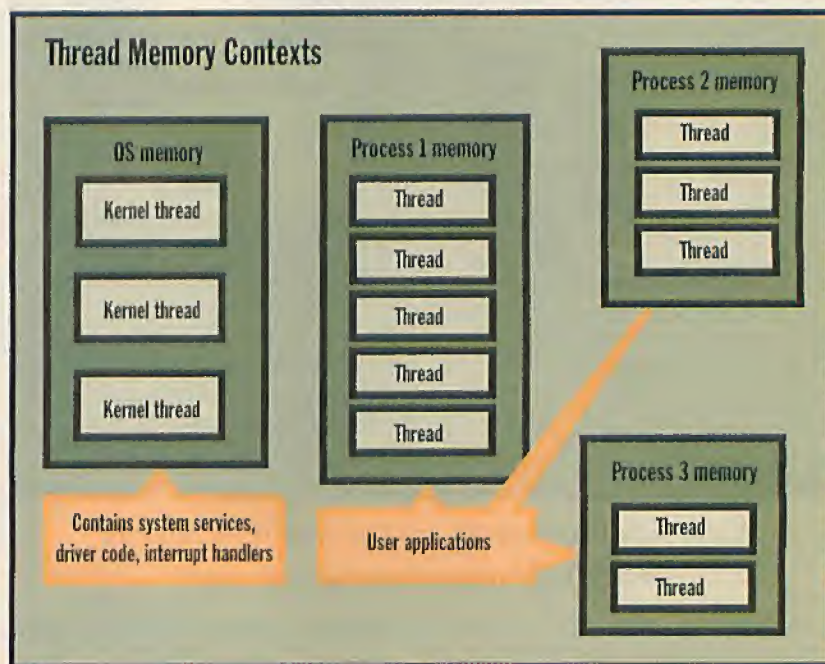 Thread Memory Contexts
OS memory
Kernel thread
Kernel thread
Kernel thread
Contains system services,
driver code, interrupt handlers
Process 1 memory
Thread
Thread
Thread
Thread
Thread
User applications
Process 2 memory
Thread
Thread
Thread
Process 3 memory
Thread
Thread